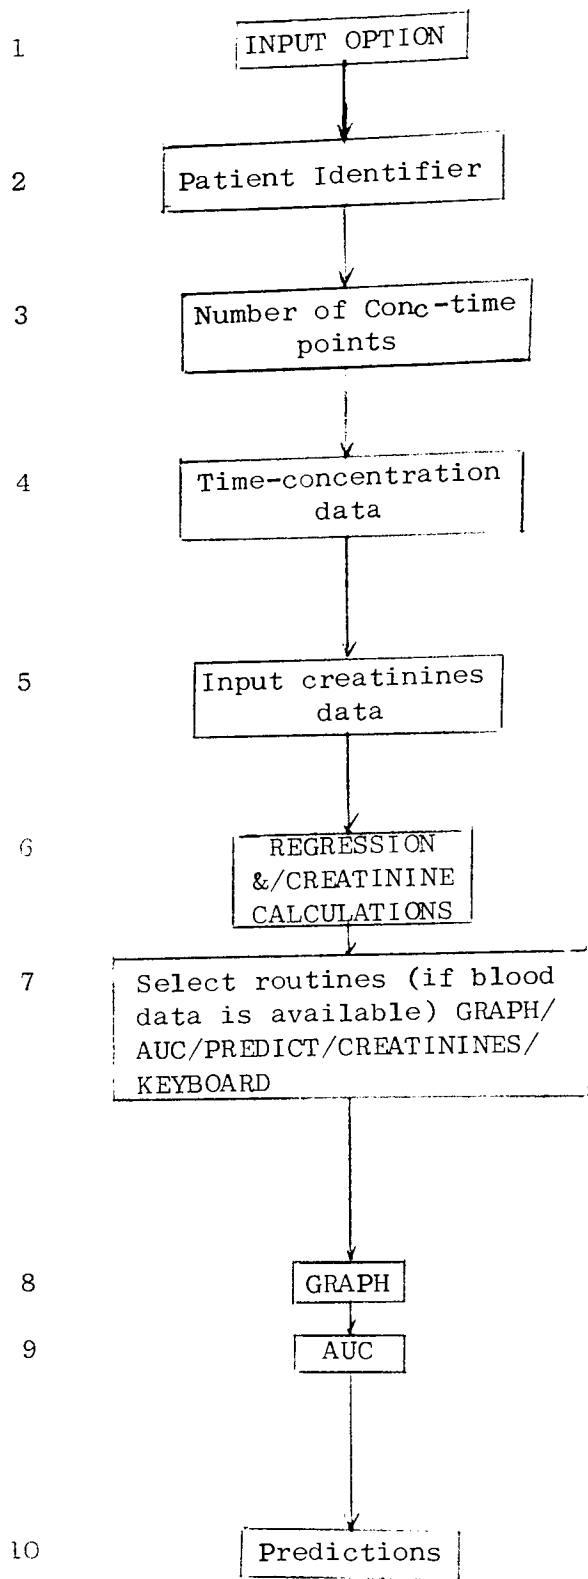 1 INPUT OPTION
2 Patient Identifier
3 Number of Conc-time
points
4 Time-concentration
data
5 Input creatinines
data
6 REGRESSION
&/CREATININE
CALCULATIONS
7 Select routines (if blood
data is available) GRAPH/
AUC/PREDICT/CREATININES/
KEYBOARD
8 GRAPH
9 AUC
10 Predictions